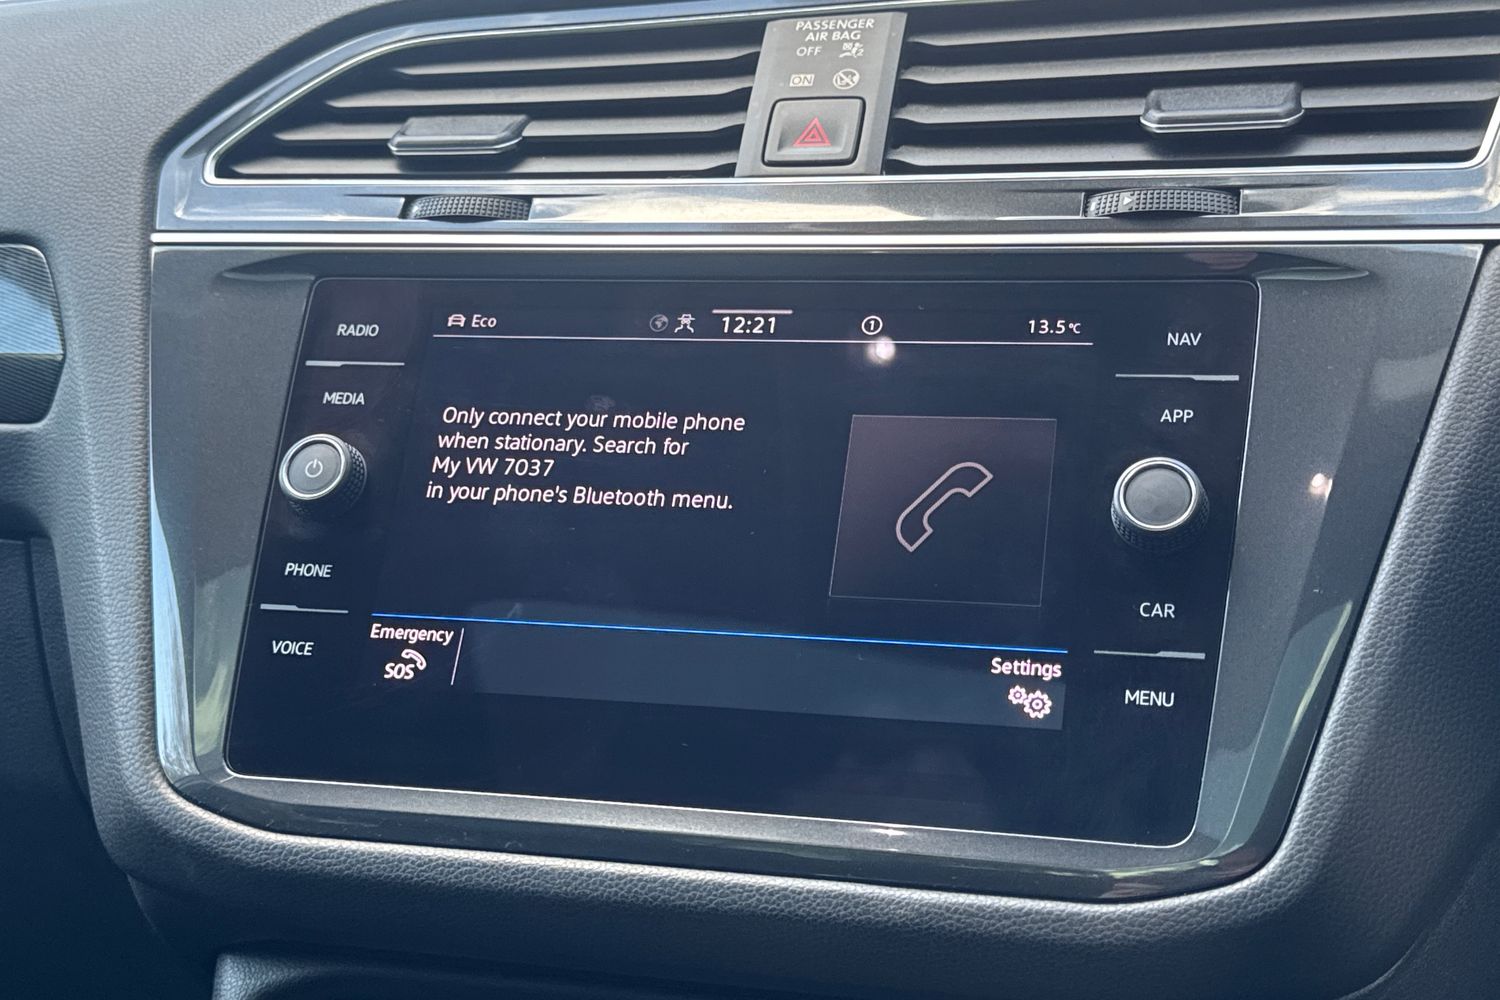 PASSENGER
AIR BAG
OFF
ON
RADIO
MEDIA
PHONE
VOICE
Eco
12:21
1
13.5°C
Only connect your mobile phone
when stationary. Search for
My VW 7037
in your phone's Bluetooth menu.
Emergency
SOS
Settings
NAV
APP
CAR
MENU